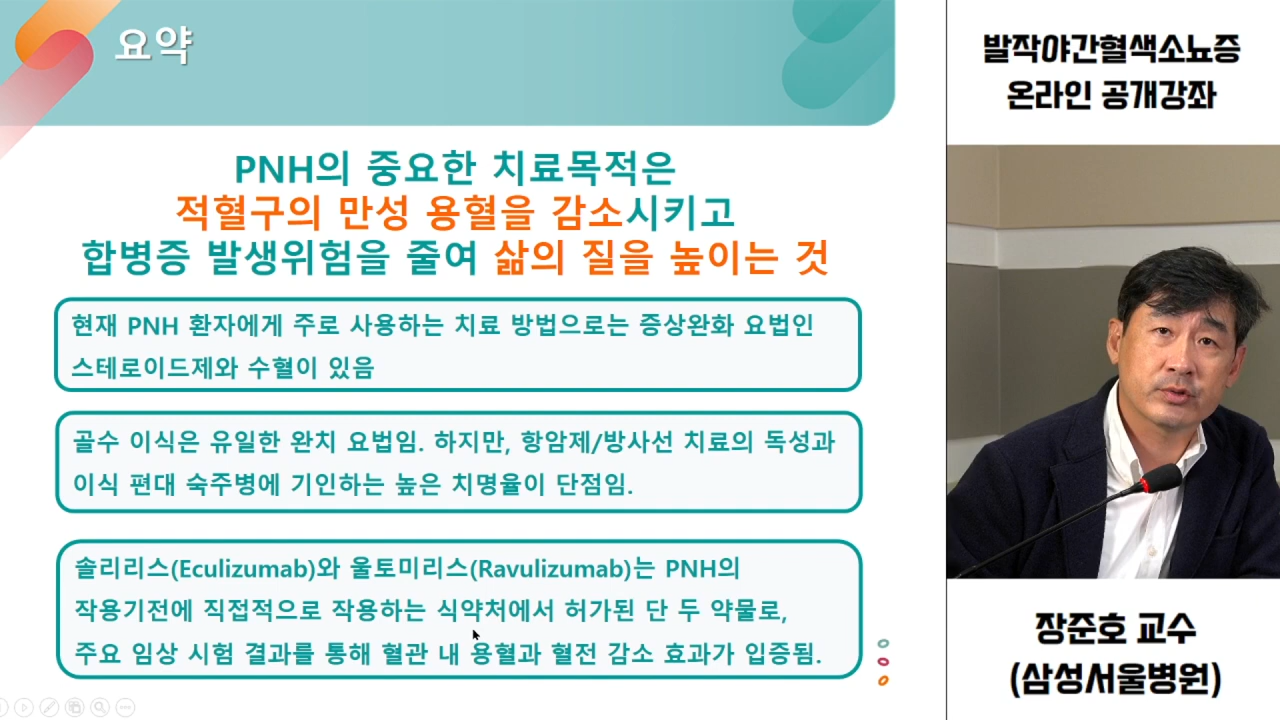 요약
PNH의 중요한 치료목적은
적혈구의 만성 용혈을 감소시키고
합병증 발생위험을 줄여 삶의 질을 높이는 것
현재 PNH 환자에게 주로 사용하는 치료 방법으로는 증상완화 요법인
스테로이드제와 수혈이 있음
골수 이식은 유일한 완치 요법임. 하지만, 항암제/방사선 치료의 독성과
이식 편대 숙주병에 기인하는 높은 치명율이 단점임.
솔리리스(Eculizumab)와 울토미리스(Ravulizumab)는 PNH의
작용기전에 직접적으로 작용하는 식약처에서 허가된 단 두 약물로,
주요 임상 시험 결과를 통해 혈관 내 용혈과 혈전 감소 효과가 입증됨.
발작야간혈색소뇨증
온라인 공개강좌
장준호 교수
(삼성서울병원)